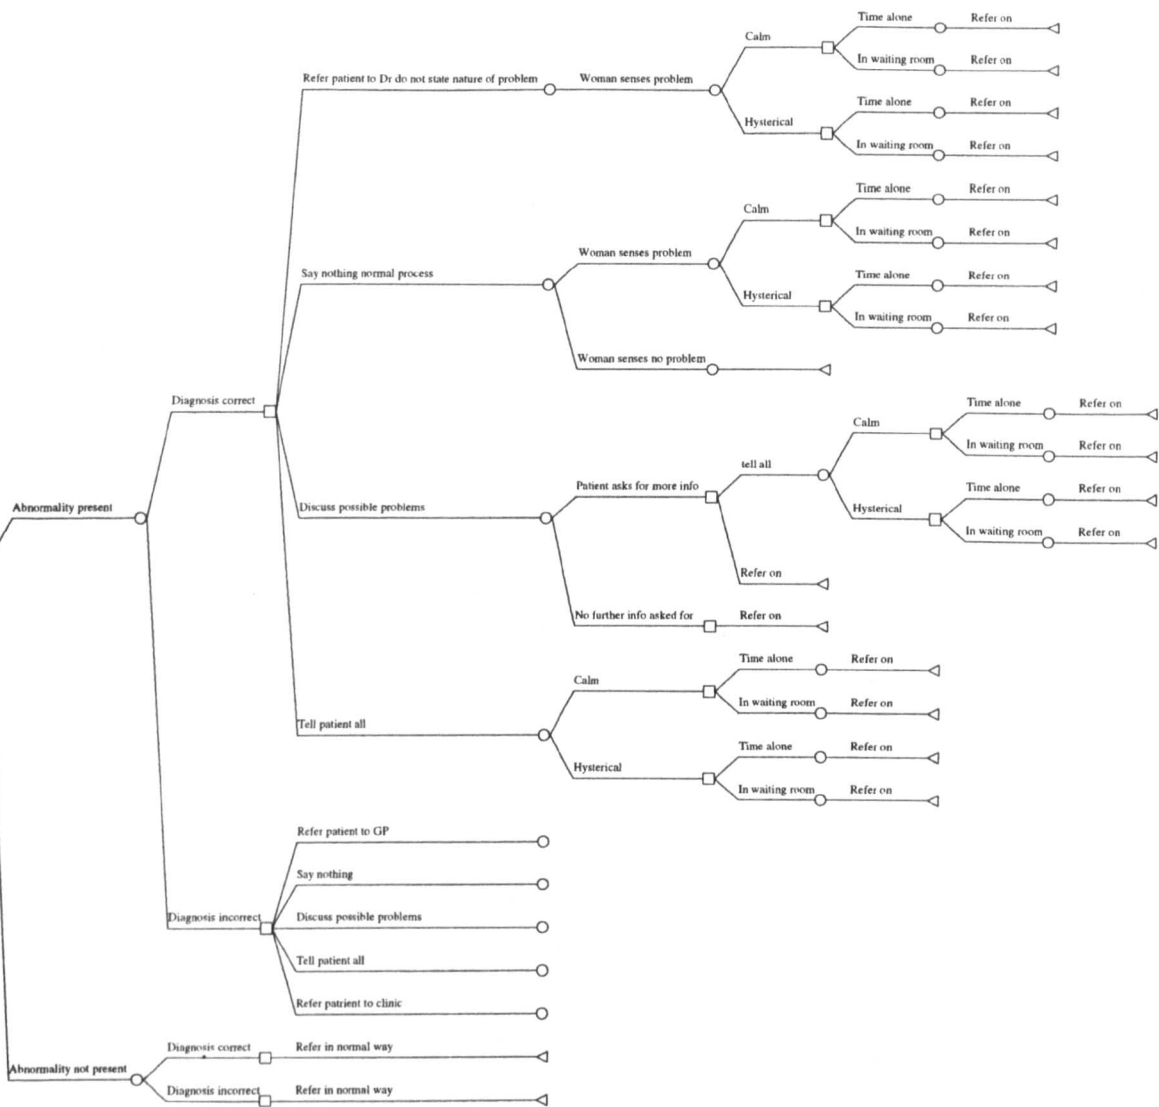 Time alone Refer on
Calm
In waiting room Refer on
Refer patient to Dr do not state nature of problem Woman senses problem
Time alone Refer on
Hysterical
In waiting room Refer on
Time alone Refer on
Calm
In waiting room Refer on
Woman senses problem
Say nothing normal process
Time alone Refer on
Hysterical
In waiting room Refer on
Woman senses no problem
Diagnosis correct
Time alone Refer on
Calm
In waiting room Refer on
tell all
Patient asks for more info
Time alone Refer on
Hysterical
In waiting room Refer on
Abnormality present
Discuss possible problems
Refer on
No further info asked for Refer on
Time alone Refer on
Calm
In waiting room Refer on
Tell patient all
Time alone Refer on
Hysterical
In waiting room Refer on
Refer patient to GP
Say nothing
Diagnosis incorrect
Discuss possible problems
Tell patient all
Refer patrient to clinic
Diagnosis correct Refer in normal way
Abnormality not present
Diagnosis incorrect Refer in normal way